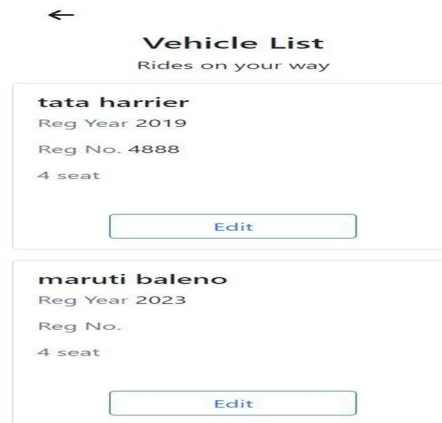 Vehicle List
Rides on your way
tata harrier
Reg Year 2019
Reg No. 4888
4 seat
Edit
maruti baleno
Reg Year 2023
Reg No.
4 seat
Edit